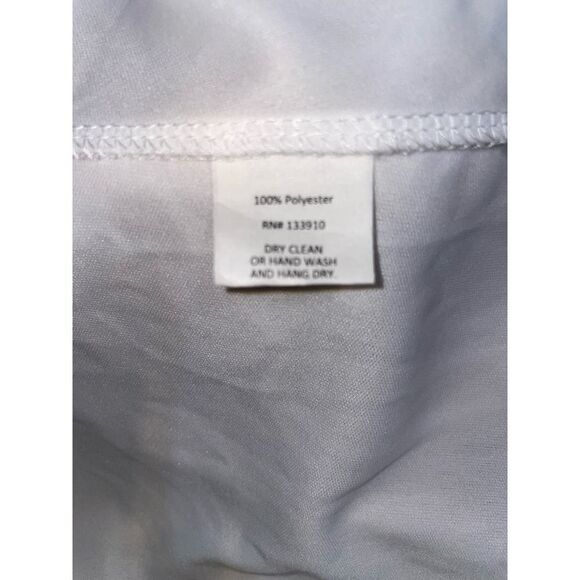 100% Polyester
RN# 133910
DRY CLEAN
OR HAND WASH
AND HANG DRY